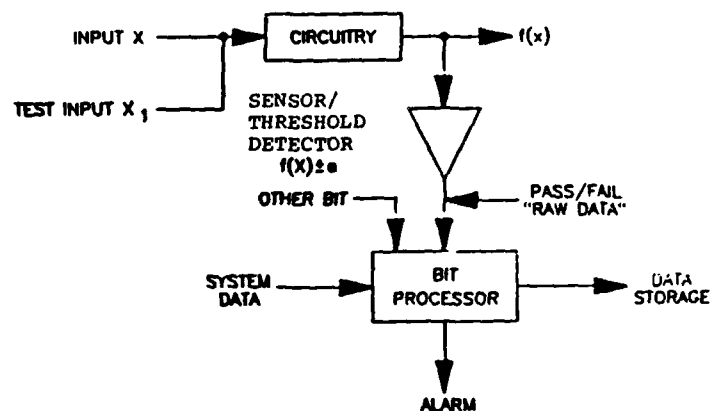 INPUT X
CIRCUITRY
f(x)
TEST INPUT X1
SENSOR/
THRESHOLD
DETECTOR
f(X)±a
OTHER BIT
PASS/FAIL
"RAW DATA"
SYSTEM
DATA
BIT
PROCESSOR
DATA
STORAGE
ALARM